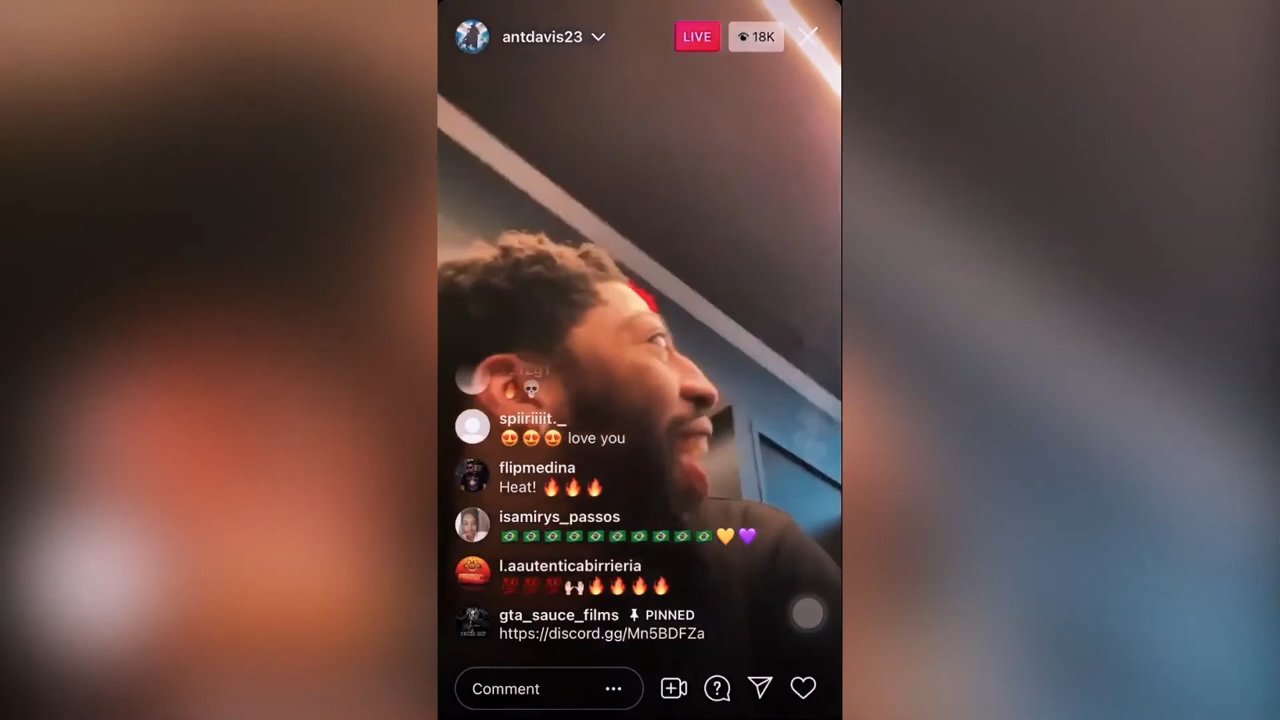 antdavis23
LIVE
18K
spiiriiiit._
😍😍😍 love you
flipmedina
Heat! 🔥🔥🔥
isamirys_passos
🇧🇷🇧🇷🇧🇷🇧🇷🇧🇷🇧🇷🇧🇷🇧🇷🇧🇷🇧🇷💛💜
l.aautenticabirrieria
💯💯💯🙌🏻🔥🔥🔥🔥
gta_sauce_films PINNED
https://discord.gg/Mn5BDFZa
Comment